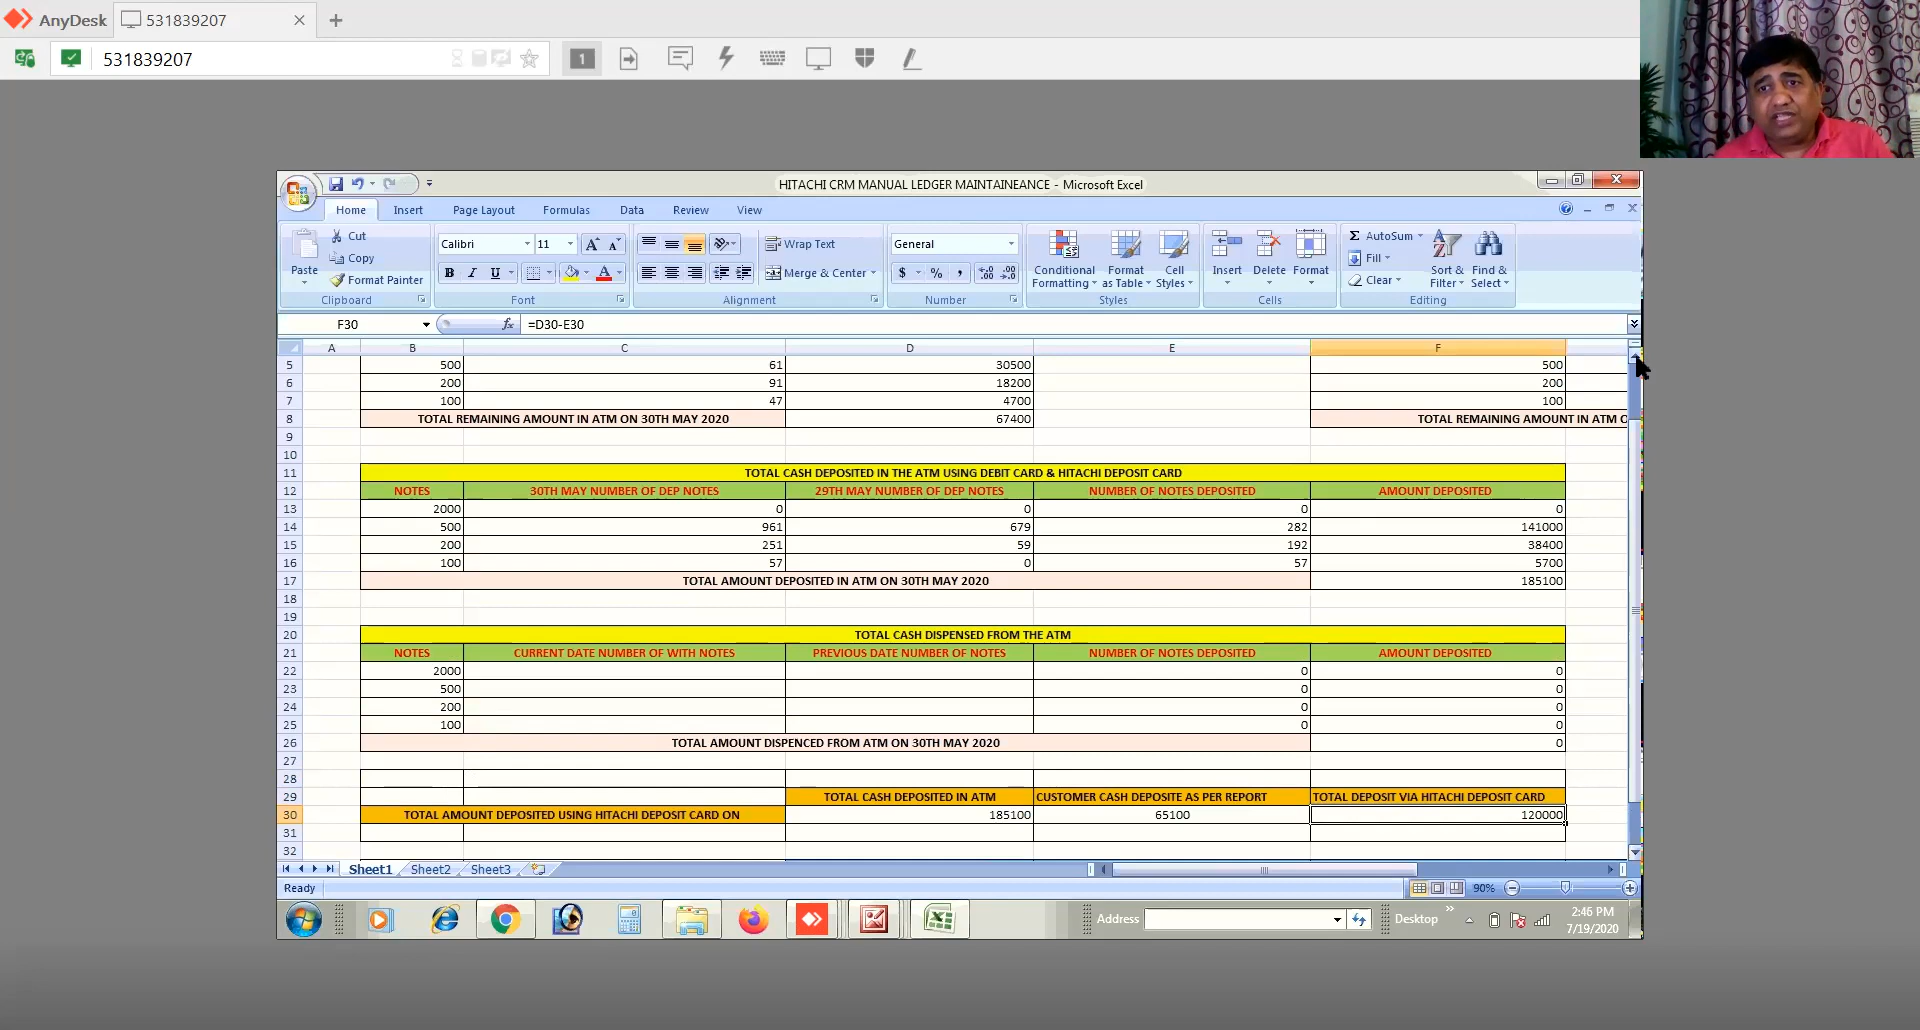 AnyDesk 531839207
531839207 1
HITACHI CRM MANUAL LEDGER MAINTAINEANCE - Microsoft Excel
Home Insert Page Layout Formulas Data Review View
Paste Cut Copy Format Painter Clipboard
Calibri 11 A A B I U A Font
Wrap Text Merge & Center Alignment
General $ % , Number
Conditional Formatting Format as Table Cell Styles Styles
Insert Delete Format Cells
Σ AutoSum Fill Clear Sort & Filter Find & Select Editing
F30 fx =D30-E30
A B C D E F
5 500 61 30500 500
6 200 91 18200 200
7 100 47 4700 100
8 TOTAL REMAINING AMOUNT IN ATM ON 30TH MAY 2020 67400 TOTAL REMAINING AMOUNT IN ATM O
9
10
11 TOTAL CASH DEPOSITED IN THE ATM USING DEBIT CARD & HITACHI DEPOSIT CARD
12 NOTES 30TH MAY NUMBER OF DEP NOTES 29TH MAY NUMBER OF DEP NOTES NUMBER OF NOTES DEPOSITED AMOUNT DEPOSITED
13 2000 0 0 0 0
14 500 961 679 282 141000
15 200 251 59 192 38400
16 100 57 0 57 5700
17 TOTAL AMOUNT DEPOSITED IN ATM ON 30TH MAY 2020 185100
18
19
20 TOTAL CASH DISPENSED FROM THE ATM
21 NOTES CURRENT DATE NUMBER OF WITH NOTES PREVIOUS DATE NUMBER OF NOTES NUMBER OF NOTES DEPOSITED AMOUNT DEPOSITED
22 2000 0 0
23 500 0 0
24 200 0 0
25 100 0 0
26 TOTAL AMOUNT DISPENCED FROM ATM ON 30TH MAY 2020 0
27
28
29 TOTAL CASH DEPOSITED IN ATM CUSTOMER CASH DEPOSITE AS PER REPORT TOTAL DEPOSIT VIA HITACHI DEPOSIT CARD
30 TOTAL AMOUNT DEPOSITED USING HITACHI DEPOSIT CARD ON 185100 65100 120000
31
32
Sheet1 Sheet2 Sheet3
Ready 90%
Address Desktop 2:46 PM
7/19/2020